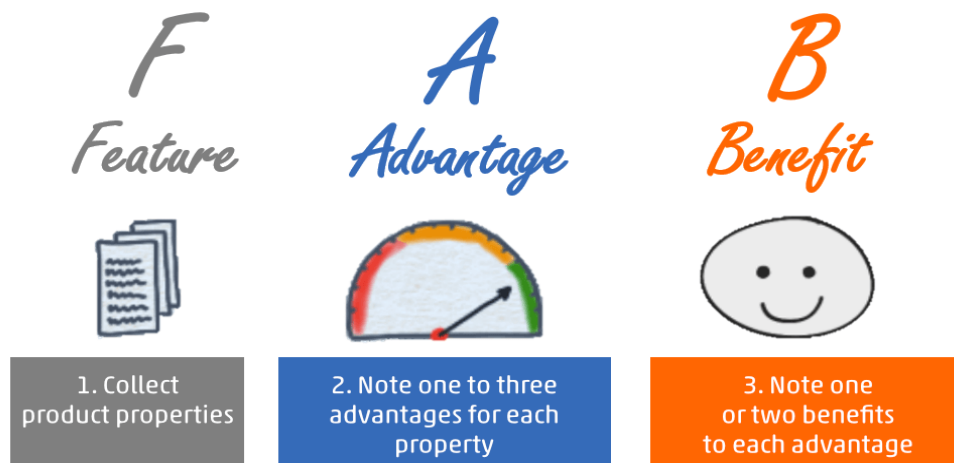 F
A
B
Feature
Advantage
Benefit
1. Collect
product properties
2. Note one to three
advantages for each
property
3. Note one
or two benefits
to each advantage